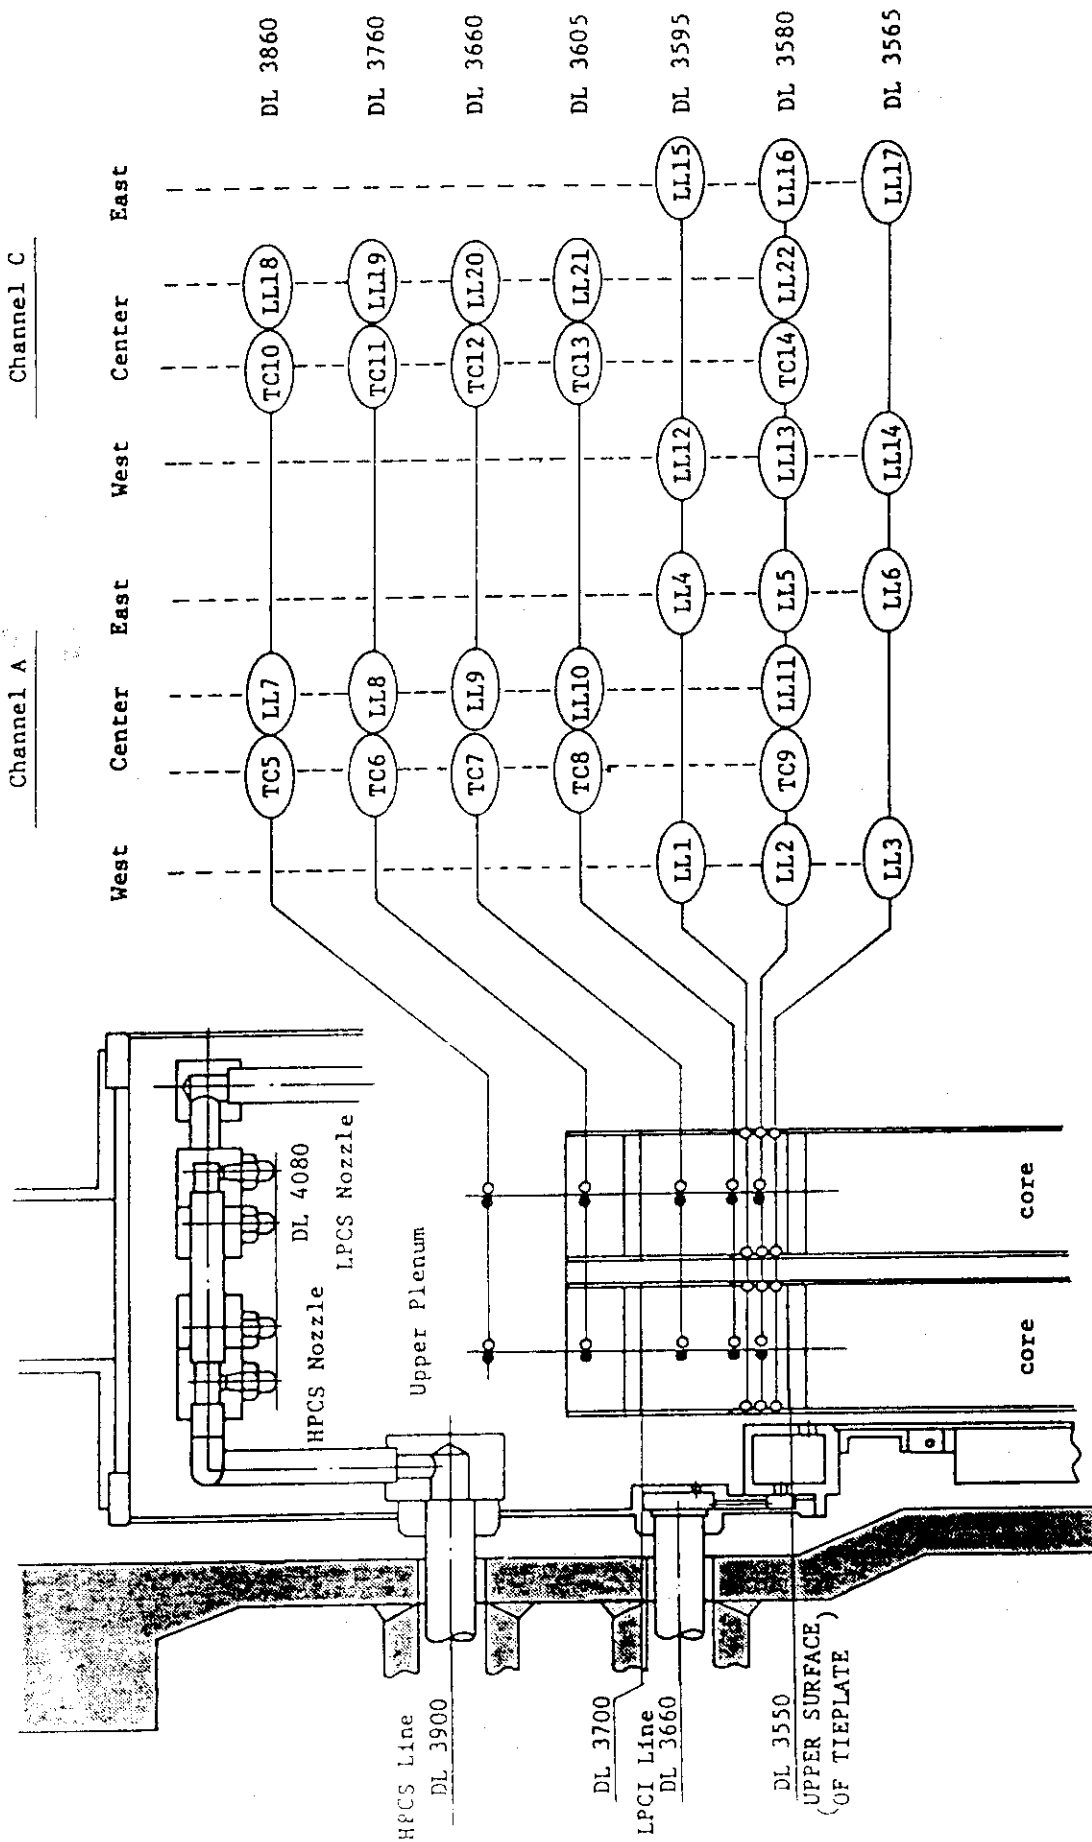 Channel A
Channel C
West
Center
East
West
Center
East
TC5
LL7
TC10
LL18
DL 3860
TC6
LL8
TC11
LL19
DL 3760
TC7
LL9
TC12
LL20
DL 3660
TC8
LL10
TC13
LL21
DL 3605
LL1
LL4
LL12
LL15
DL 3595
LL2
TC9
LL11
LL5
LL13
TC14
LL22
LL16
DL 3580
LL3
LL6
LL14
LL17
DL 3565
DL 4080
HPCS Nozzle
LPCS Nozzle
Upper Plenum
HPCS Line
DL 3900
DL 3700
LPCI Line
DL 3660
DL 3550
(UPPER SURFACE
OF TIEPLATE)
core
core